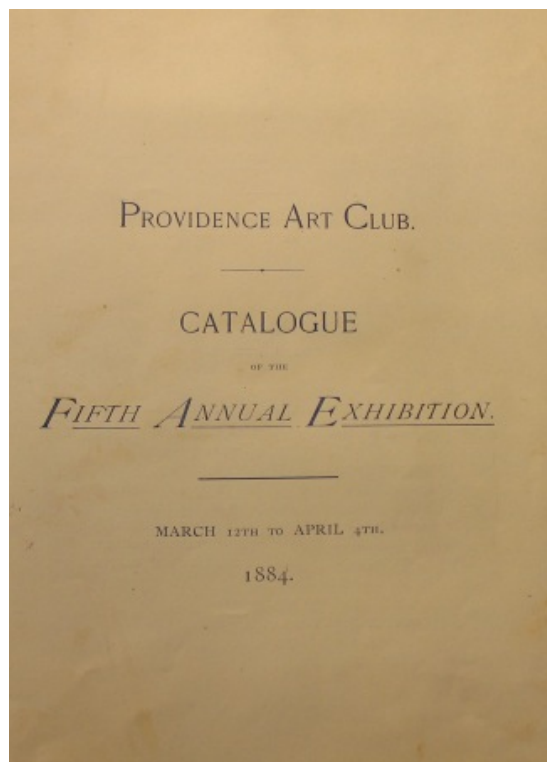 PROVIDENCE ART CLUB.
CATALOGUE
OF THE
FIFTH ANNUAL EXHIBITION.
MARCH 12TH TO APRIL 4TH.
1884.